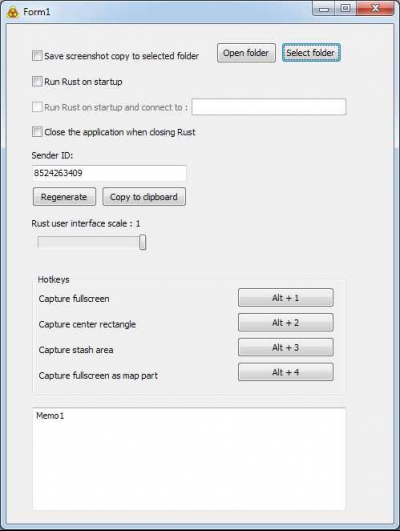 Form1
Save screenshot copy to selected folder
Open folder
Select folder
Run Rust on startup
Run Rust on startup and connect to :
Close the application when closing Rust
Sender ID:
8524263409
Regenerate
Copy to clipboard
Rust user interface scale : 1
Hotkeys
Capture fullscreen
Alt + 1
Capture center rectangle
Alt + 2
Capture stash area
Alt + 3
Capture fullscreen as map part
Alt + 4
Memo1